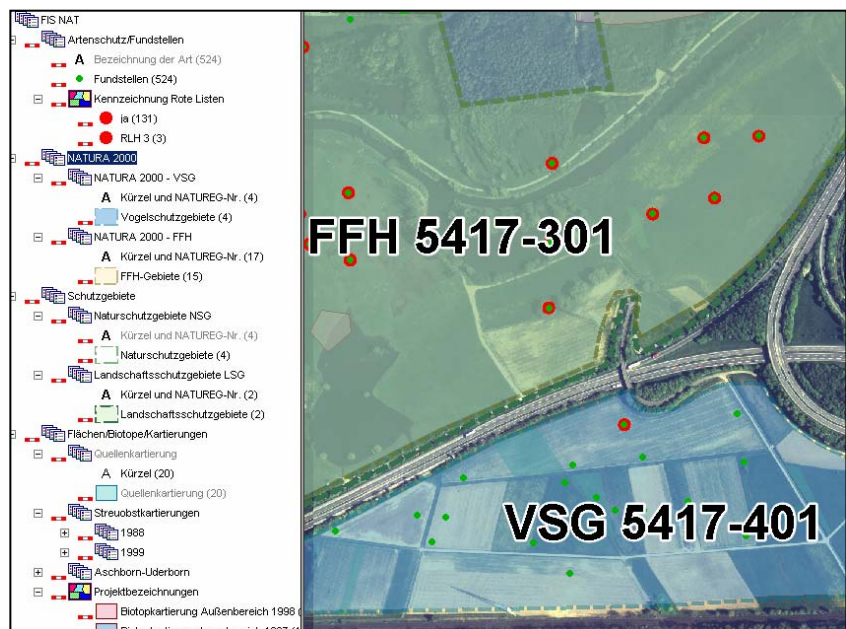 FIS NAT
Artenschutz/Fundstellen
A Bezeichnung der Art (524)
Fundstellen (524)
Kennzeichnung Rote Listen
ja (131)
RLH 3 (3)
NATURA 2000
NATURA 2000 - VSG
A Kürzel und NATUREG-Nr. (4)
Vogelschutzgebiete (4)
NATURA 2000 - FFH
A Kürzel und NATUREG-Nr. (17)
FFH-Gebiete (15)
Schutzgebiete
Naturschutzgebiete NSG
A Kürzel und NATUREG-Nr. (4)
Naturschutzgebiete (4)
Landschaftsschutzgebiete LSG
A Kürzel und NATUREG-Nr. (2)
Landschaftsschutzgebiete (2)
Flächen/Biotope/Kartierungen
Quellenkartierung
A Kürzel (20)
Quellenkartierung (20)
Streuobstkartierungen
1988
1999
Aschborn-Uderborn
Projektbezeichnungen
Biotopkartierung Außenbereich 1998 (
FFH 5417-301
VSG 5417-401